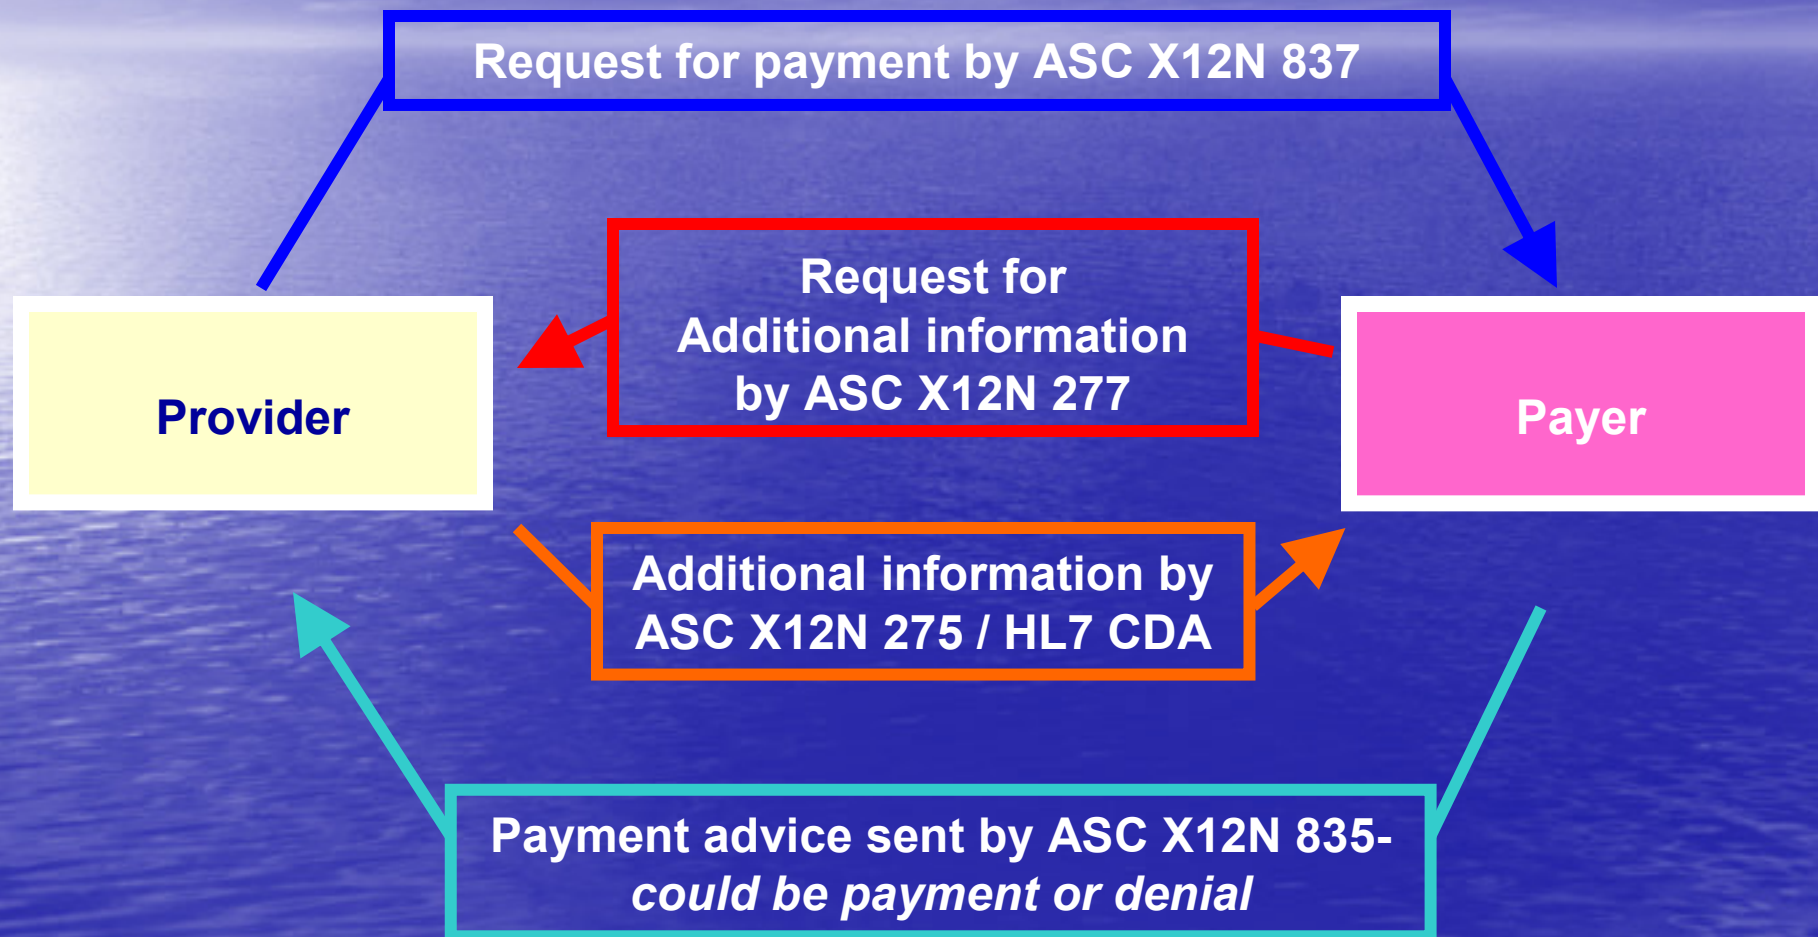 Request for payment by ASC X12N 837
Request for
Additional information
by ASC X12N 277
Provider
Payer
Additional information by
ASC X12N 275 / HL7 CDA
Payment advice sent by ASC X12N 835-
could be payment or denial